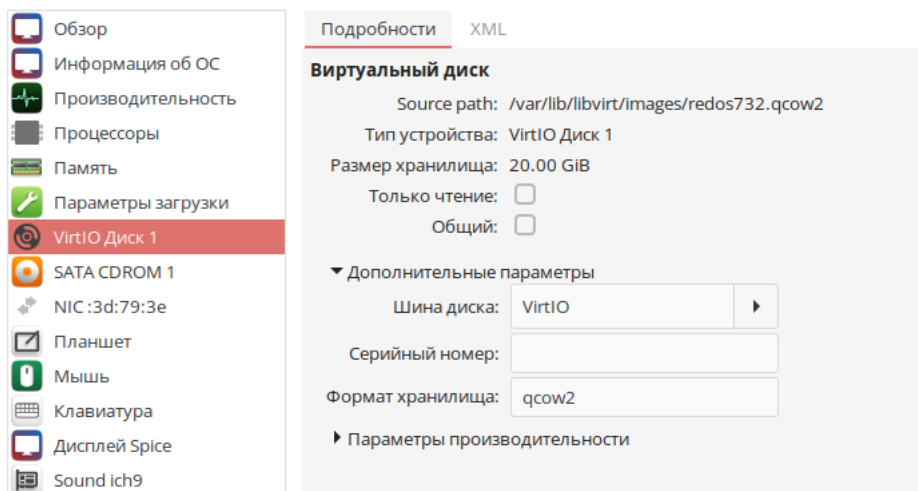 Обзор
Информация об ОС
Производительность
Процессоры
Память
Параметры загрузки
VirtIO Диск 1
SATA CDROM 1
NIC :3d:79:3e
Планшет
Мышь
Клавиатура
Дисплей Spice
Sound ich9
Подробности XML
Виртуальный диск
Source path: /var/lib/libvirt/images/redos732.qcow2
Тип устройства: VirtIO Диск 1
Размер хранилища: 20.00 GiB
Только чтение:
Общий:
Дополнительные параметры
Шина диска: VirtIO
Серийный номер:
Формат хранилища: qcow2
Параметры производительности